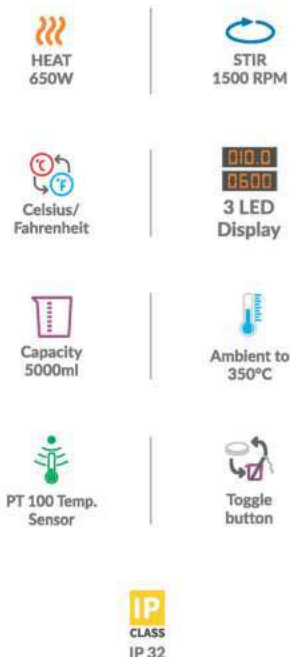 HEAT
650W
STIR
1500 RPM
°C
°F
Celsius/
Fahrenheit
010.0
0600
3 LED
Display
Capacity
5000ml
Ambient to
350°C
PT 100 Temp.
Sensor
Toggle
button
IP
CLASS
IP 32